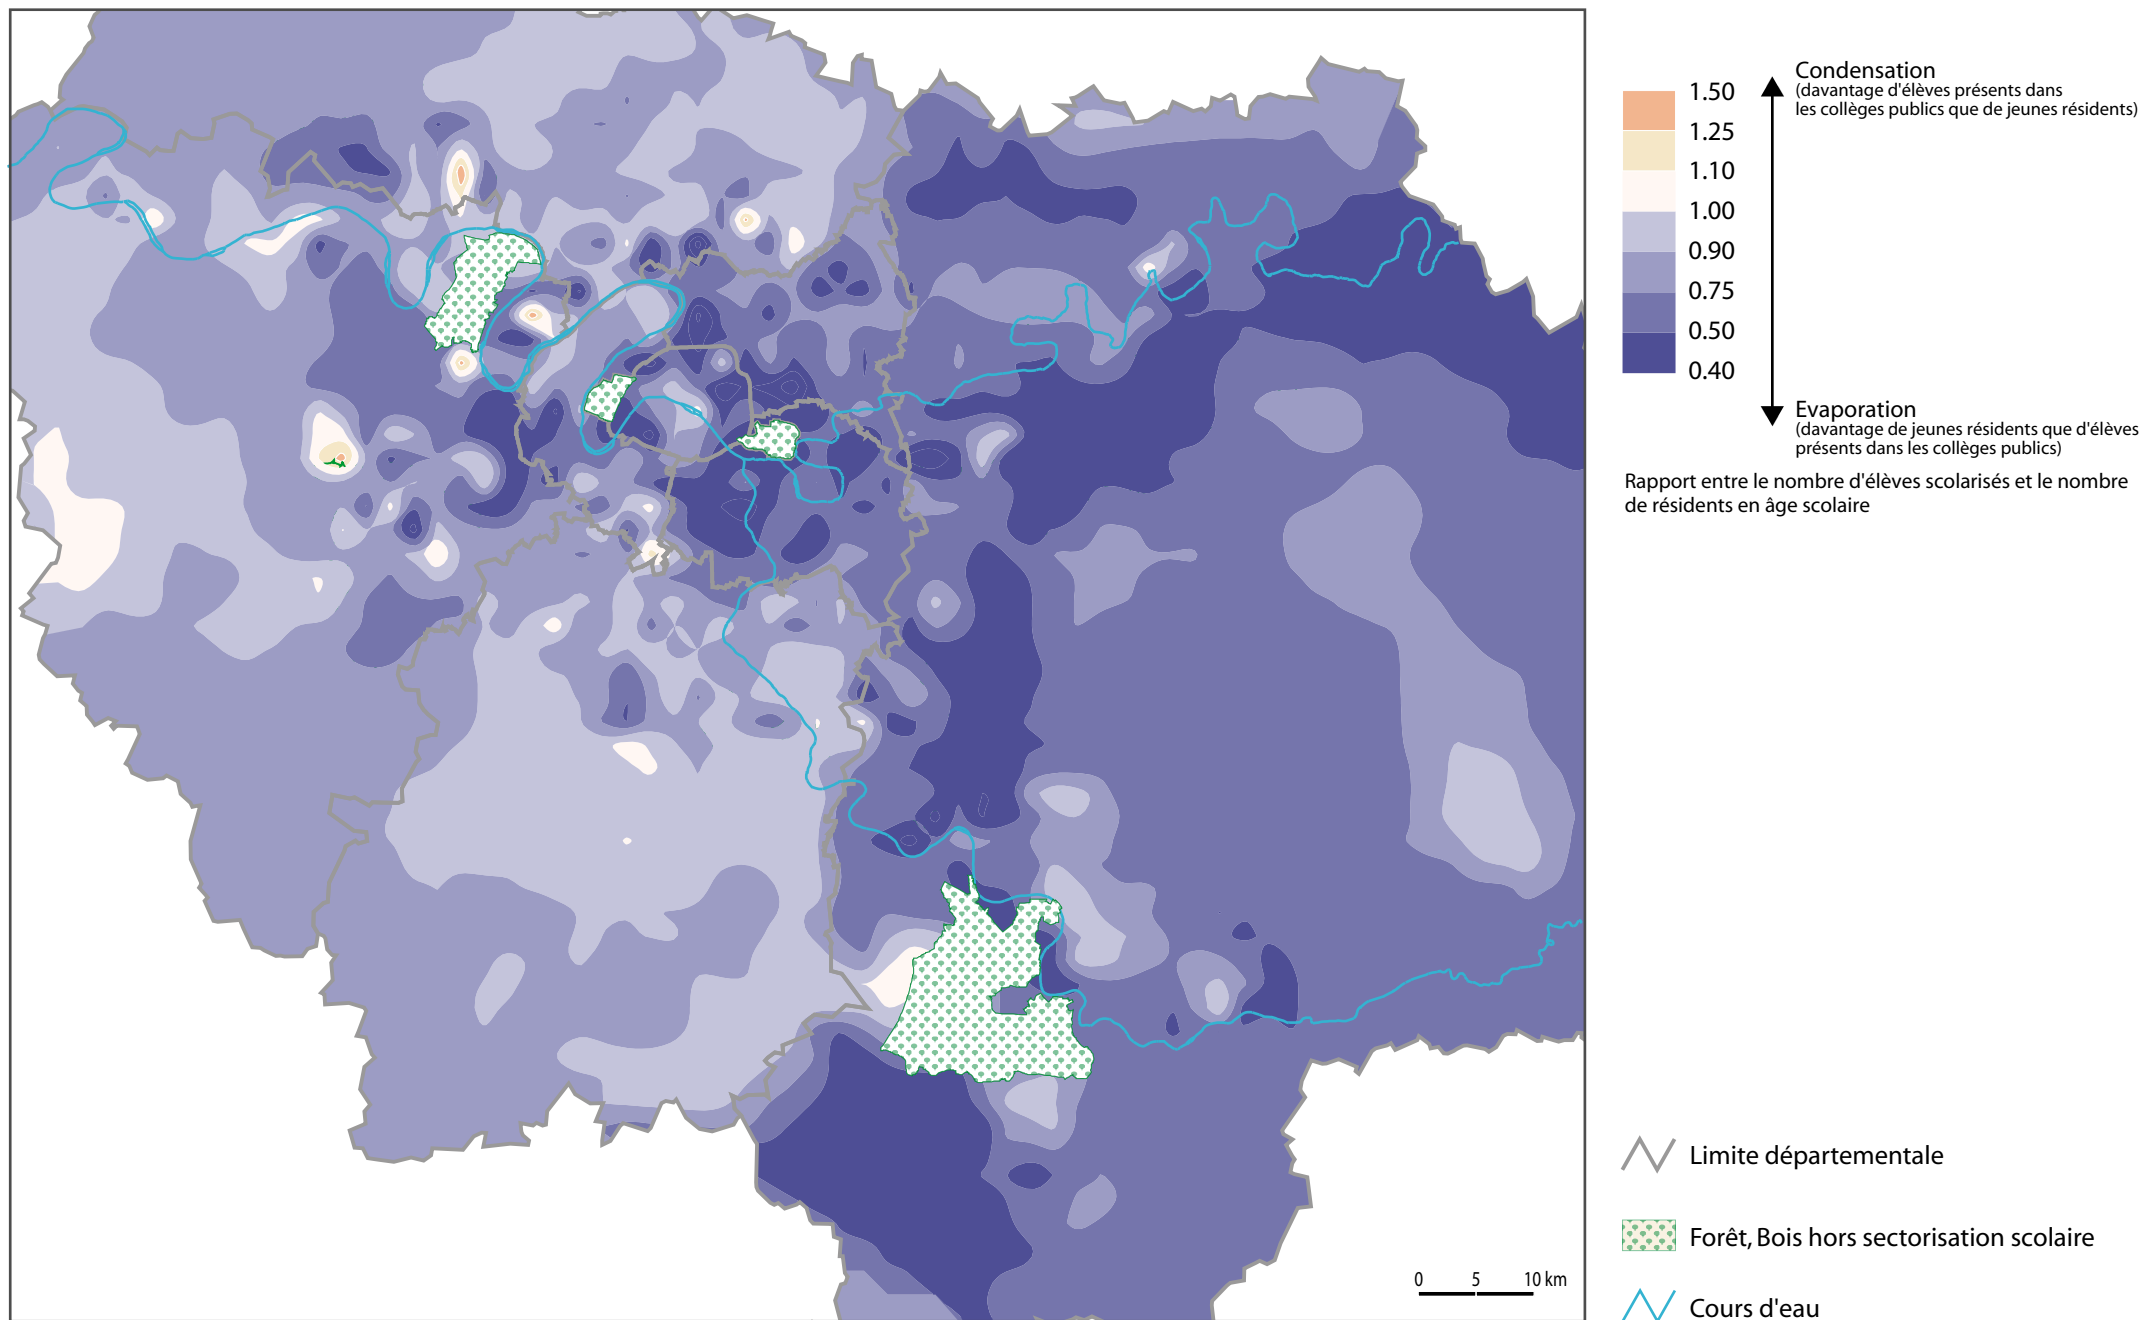 Condensation
(davantage d'élèves présents dans
les collèges publics que de jeunes résidents)
1.50
1.25
1.10
1.00
0.90
0.75
0.50
0.40
Evaporation
(davantage de jeunes résidents que d'élèves
présents dans les collèges publics)
Rapport entre le nombre d'élèves scolarisés et le nombre
de résidents en âge scolaire
Limite départementale
Forêt, Bois hors sectorisation scolaire
0 5 10 km
Cours d'eau